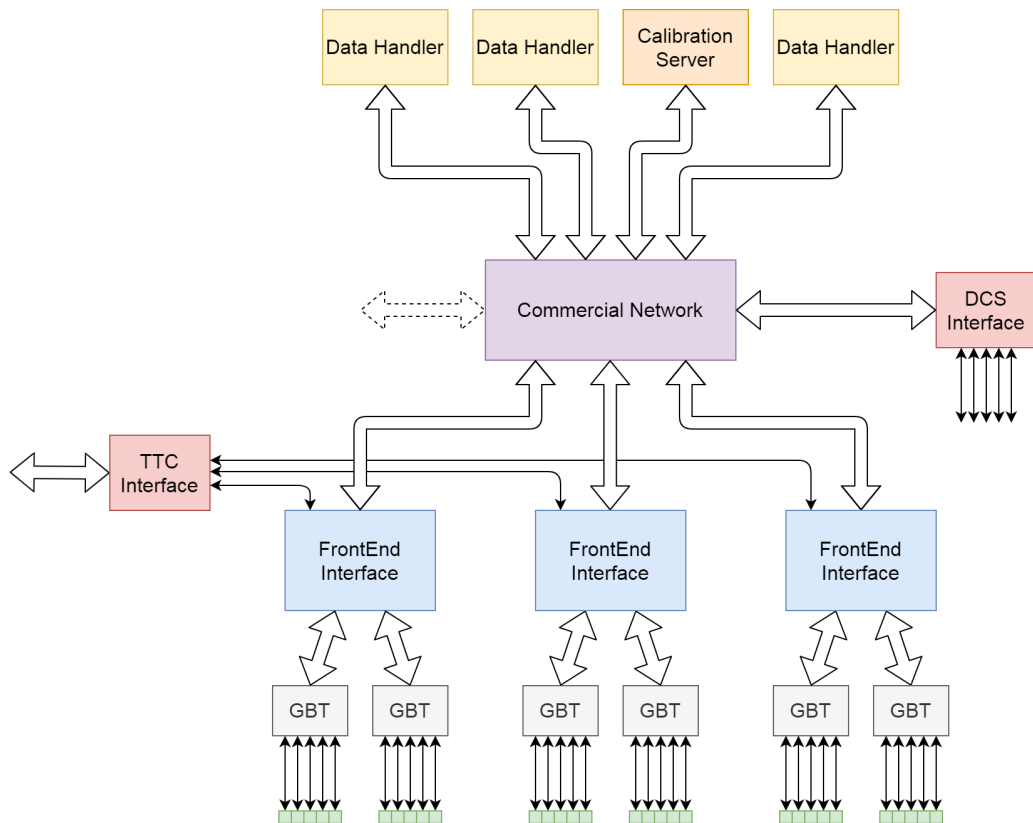 Data Handler
Data Handler
Calibration
Server
Data Handler
Commercial Network
DCS
Interface
TTC
Interface
FrontEnd
Interface
FrontEnd
Interface
FrontEnd
Interface
GBT
GBT
GBT
GBT
GBT
GBT